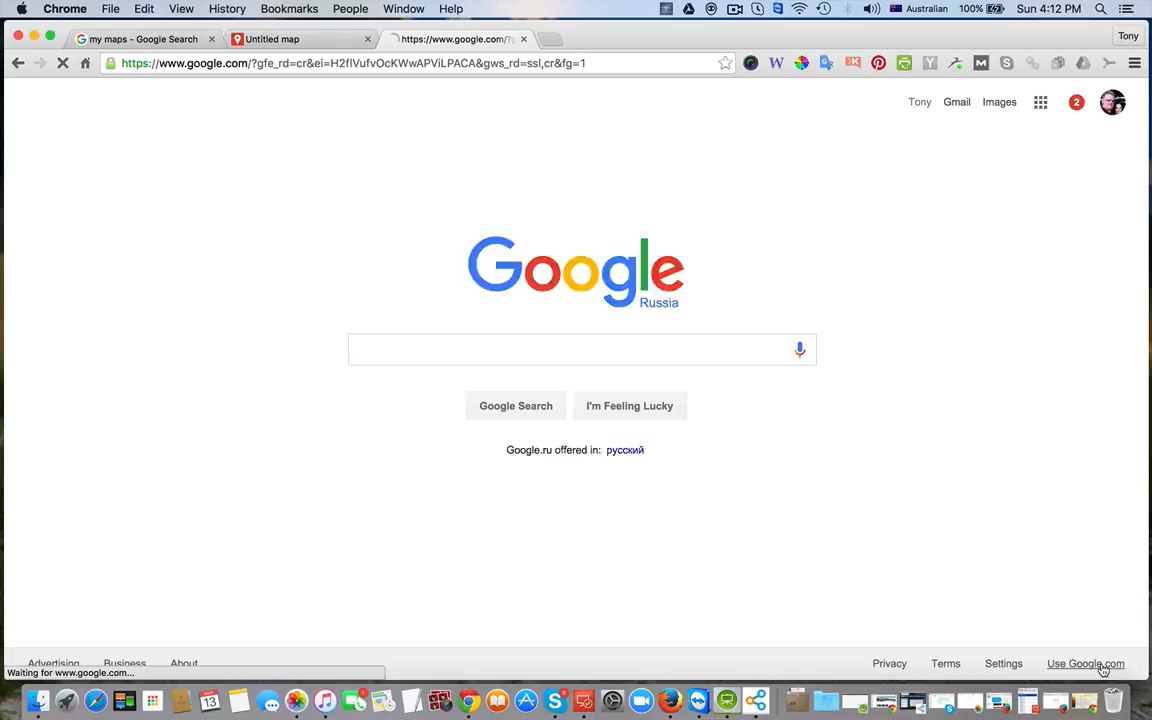 Chrome File Edit View History Bookmarks People Window Help Australian 100% Sun 4:12 PM
my maps - Google Search Untitled map https://www.google.com/? Tony
https://www.google.com/?gfe_rd=cr&ei=H2flVufvOcKWwAPViLPACA&gws_rd=ssl,cr&fg=1
Tony Gmail Images 2
Google
Russia
Google Search I'm Feeling Lucky
Google.ru offered in: русский
Advertising Business About Privacy Terms Settings Use Google.com
Waiting for www.google.com...
13